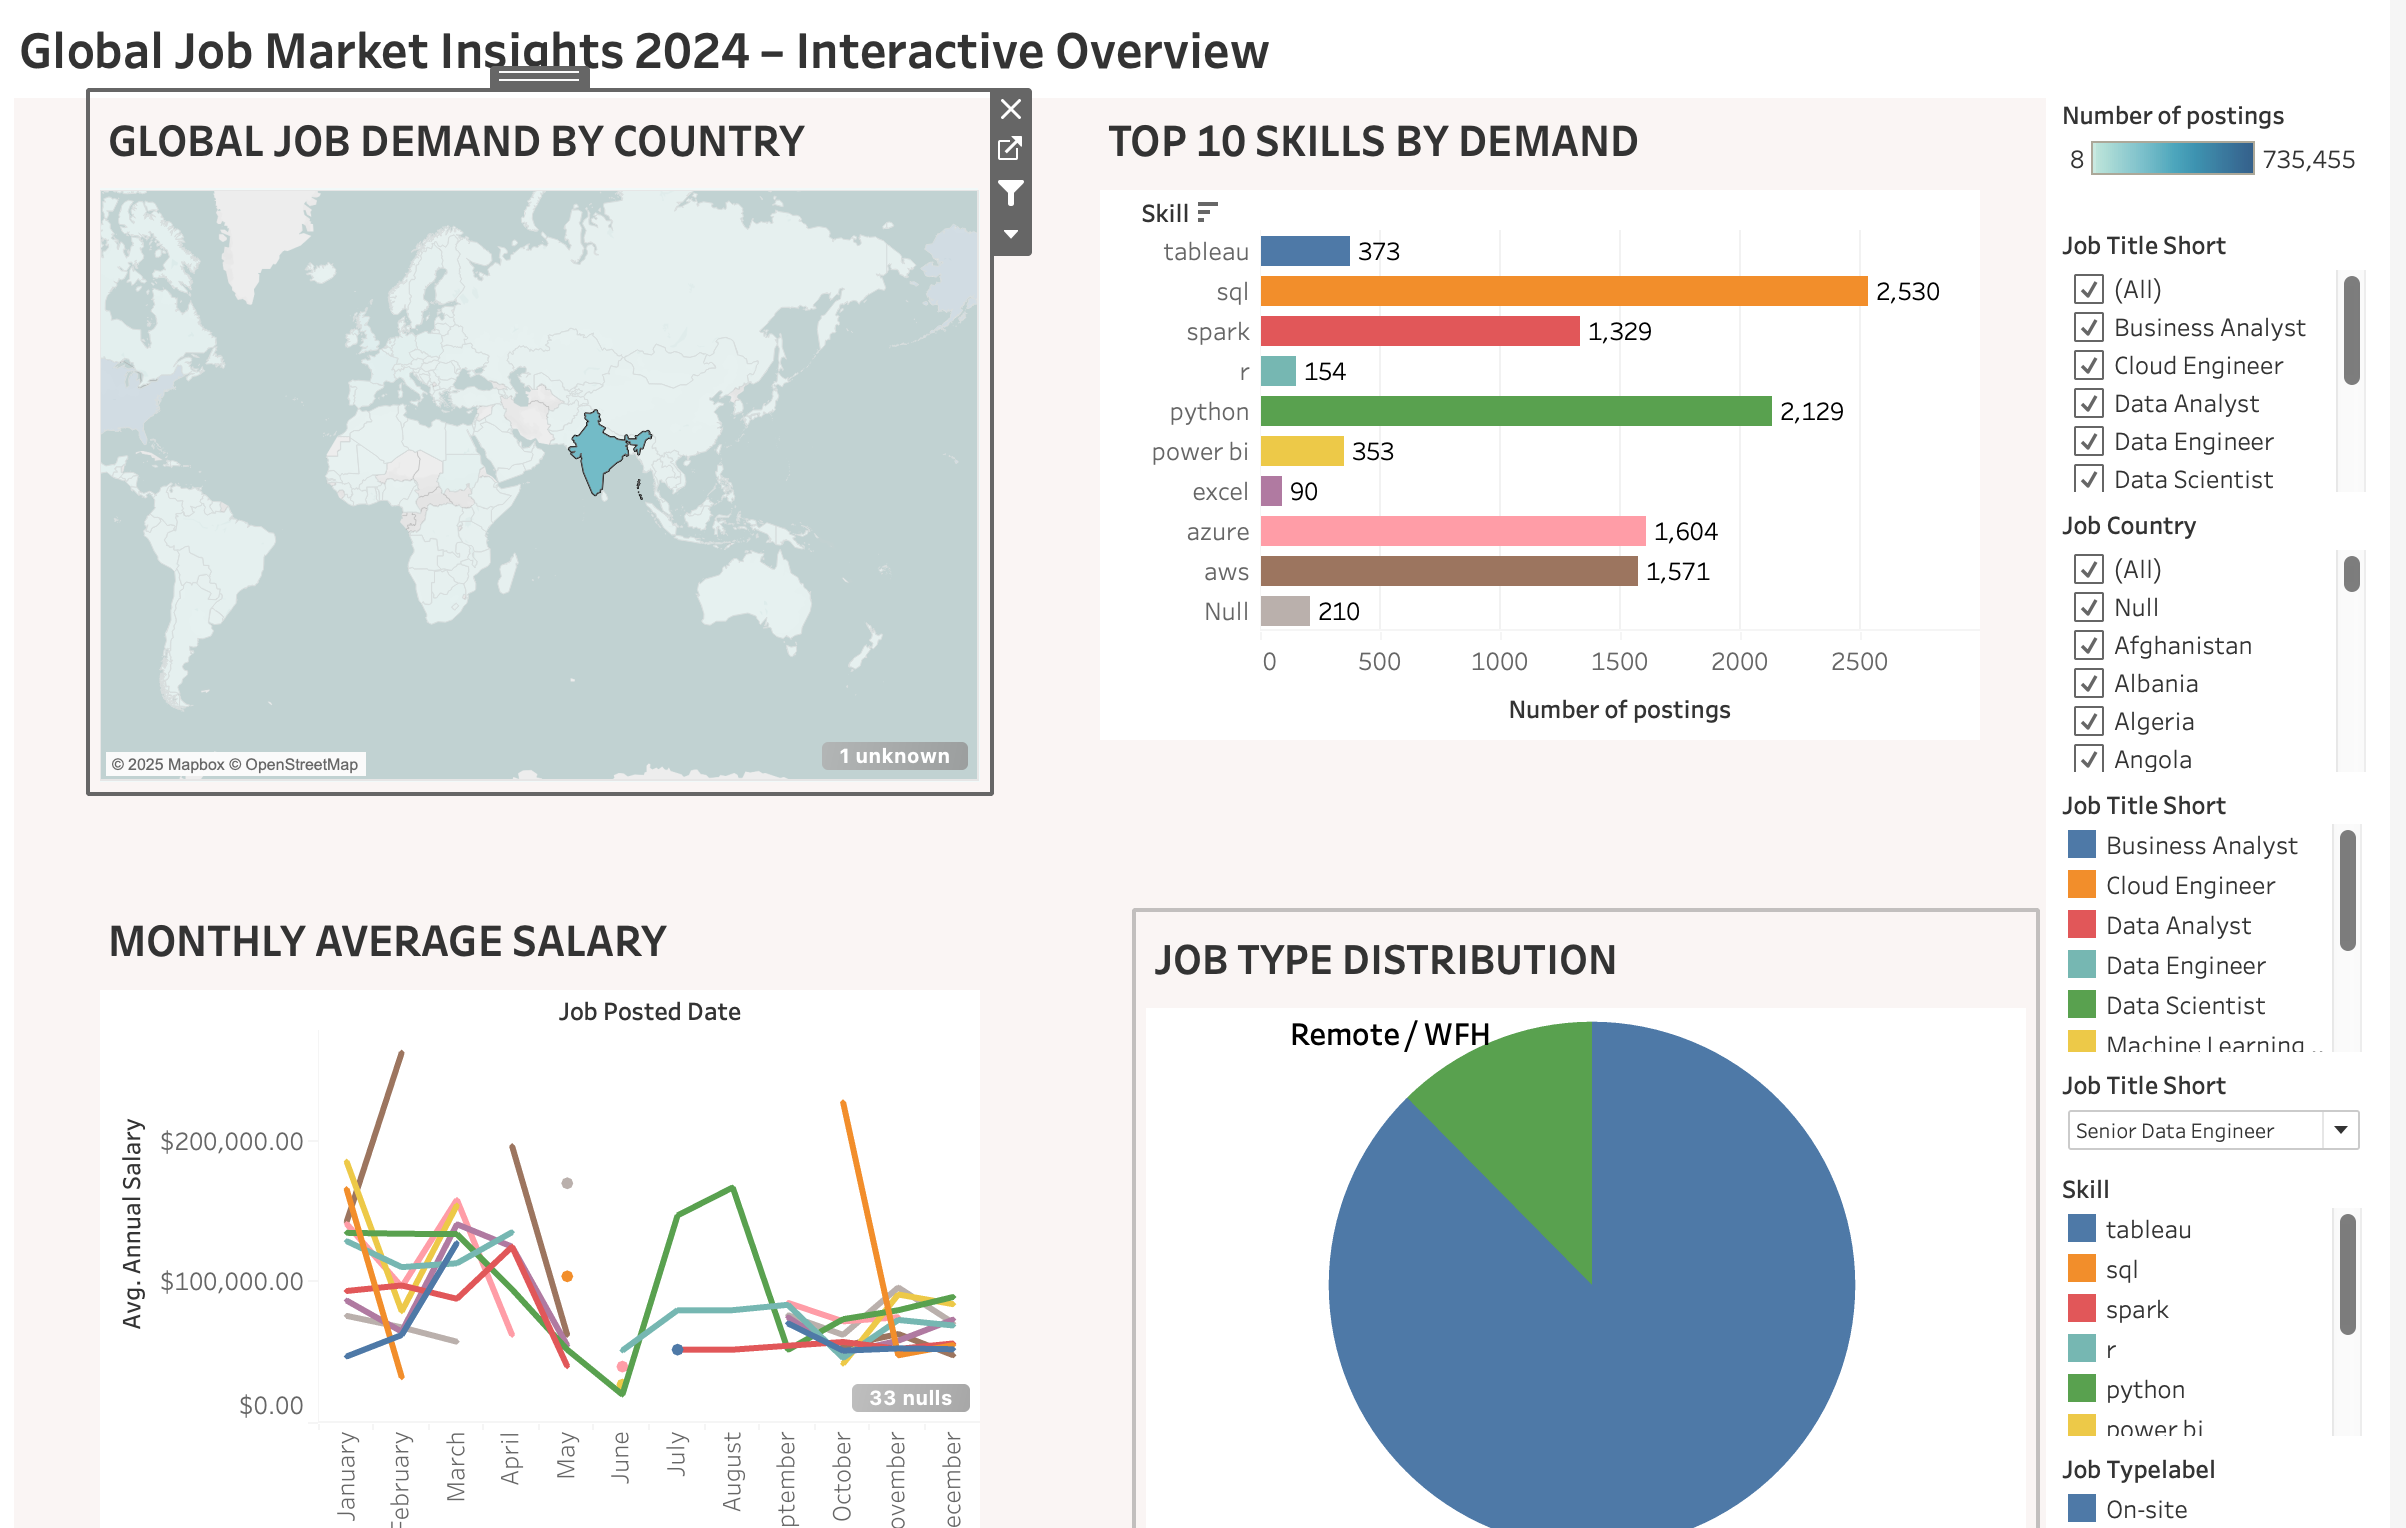 Global Job Market Insights 2024 – Interactive Overview
GLOBAL JOB DEMAND BY COUNTRY
© 2025 Mapbox © OpenStreetMap
1 unknown
TOP 10 SKILLS BY DEMAND
Skill
tableau 373
sql 2,530
spark 1,329
r 154
python 2,129
power bi 353
excel 90
azure 1,604
aws 1,571
Null 210
0 500 1000 1500 2000 2500
Number of postings
MONTHLY AVERAGE SALARY
Job Posted Date
Avg. Annual Salary
$200,000.00
$100,000.00
$0.00
33 nulls
January
February
March
April
May
June
July
August
ptember
October
ovember
ecember
JOB TYPE DISTRIBUTION
Remote / WFH
Number of postings
8 735,455
Job Title Short
(All)
Business Analyst
Cloud Engineer
Data Analyst
Data Engineer
Data Scientist
Job Country
(All)
Null
Afghanistan
Albania
Algeria
Angola
Job Title Short
Business Analyst
Cloud Engineer
Data Analyst
Data Engineer
Data Scientist
Machine Learning ..
Job Title Short
Senior Data Engineer
Skill
tableau
sql
spark
r
python
power bi
Job Typelabel
On-site